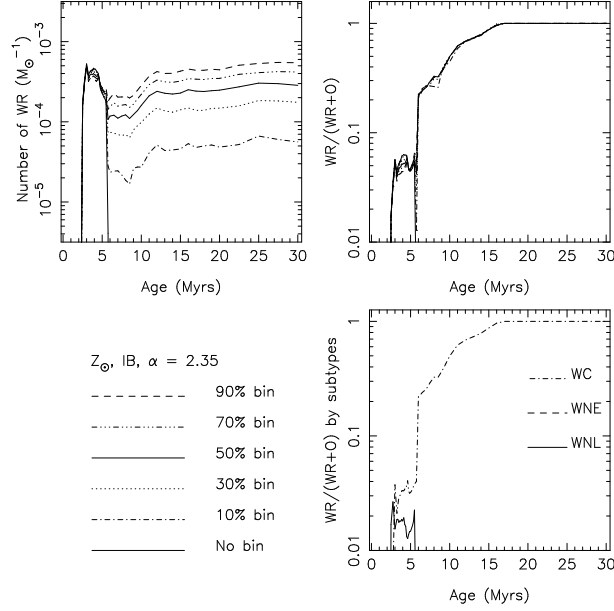 Number of WR (M⊙⁻¹)
10⁻³
10⁻⁴
10⁻⁵
0 5 10 15 20 25 30
Age (Myrs)
WR/(WR+O)
1
0.1
0.01
0 5 10 15 20 25 30
Age (Myrs)
Z⊙, IB, α = 2.35
90% bin
70% bin
50% bin
30% bin
10% bin
No bin
WR/(WR+O) by subtypes
1
0.1
0.01
WC
WNE
WNL
0 5 10 15 20 25 30
Age (Myrs)